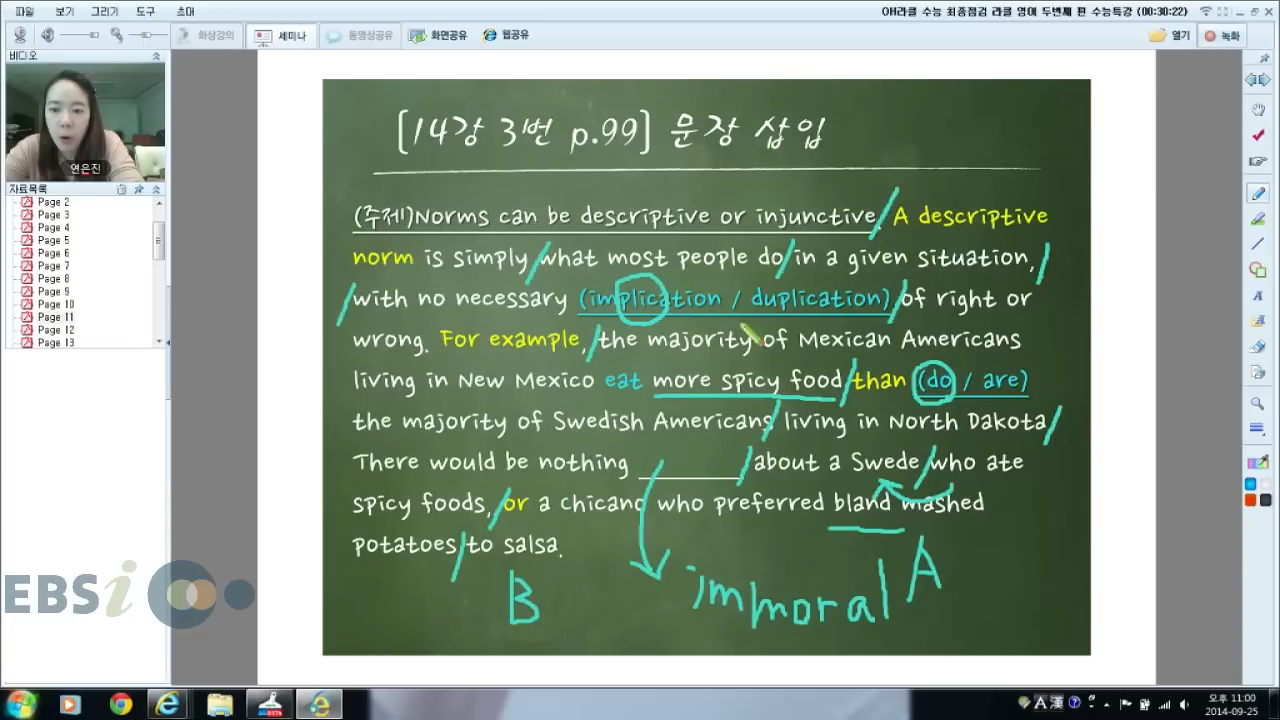 파일 보기 그리기 도구 초대
OH라클 수능 최종점검 라클 영어 두번째 편 수능특강 (00:30:22)
화상강의 세미나 동영상공유 화면공유 웹공유 열기 녹화
비디오
연은진
자료목록
Page 2
Page 3
Page 4
Page 5
Page 6
Page 7
Page 8
Page 9
Page 10
Page 11
Page 12
Page 13
[14강 3번 p.99] 문장 삽입
(주제)Norms can be descriptive or injunctive. A descriptive
norm is simply what most people do in a given situation,
with no necessary (implication / duplication) of right or
wrong. For example, the majority of Mexican Americans
living in New Mexico eat more spicy food than (do / are)
the majority of Swedish Americans living in North Dakota.
There would be nothing ________ about a Swede who ate
spicy foods, or a chicano who preferred bland mashed
potatoes to salsa.
B immoral A
EBSi
A 漢
오후 11:00
2014-09-25